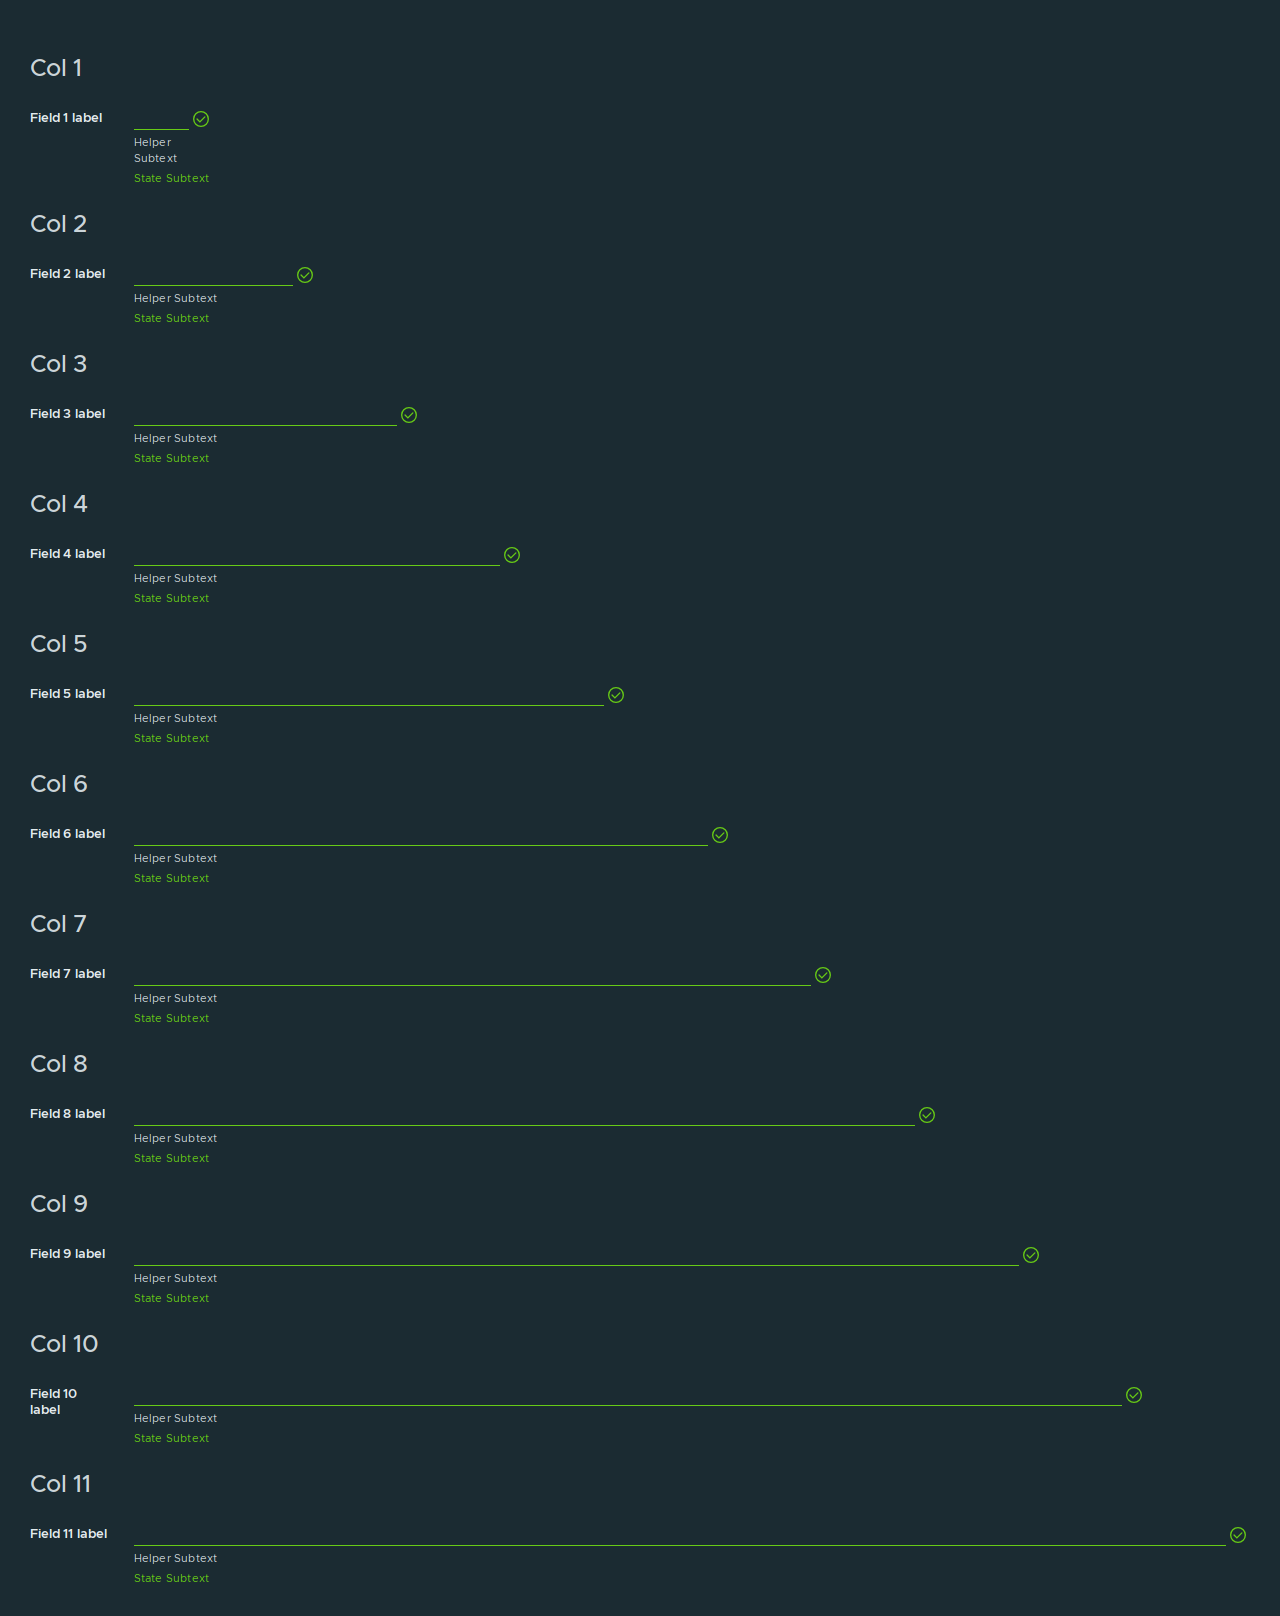 Col 1
Field 1 label
Helper
Subtext
State Subtext
Col 2
Field 2 label
Helper Subtext
State Subtext
Col 3
Field 3 label
Helper Subtext
State Subtext
Col 4
Field 4 label
Helper Subtext
State Subtext
Col 5
Field 5 label
Helper Subtext
State Subtext
Col 6
Field 6 label
Helper Subtext
State Subtext
Col 7
Field 7 label
Helper Subtext
State Subtext
Col 8
Field 8 label
Helper Subtext
State Subtext
Col 9
Field 9 label
Helper Subtext
State Subtext
Col 10
Field 10
label
Helper Subtext
State Subtext
Col 11
Field 11 label
Helper Subtext
State Subtext